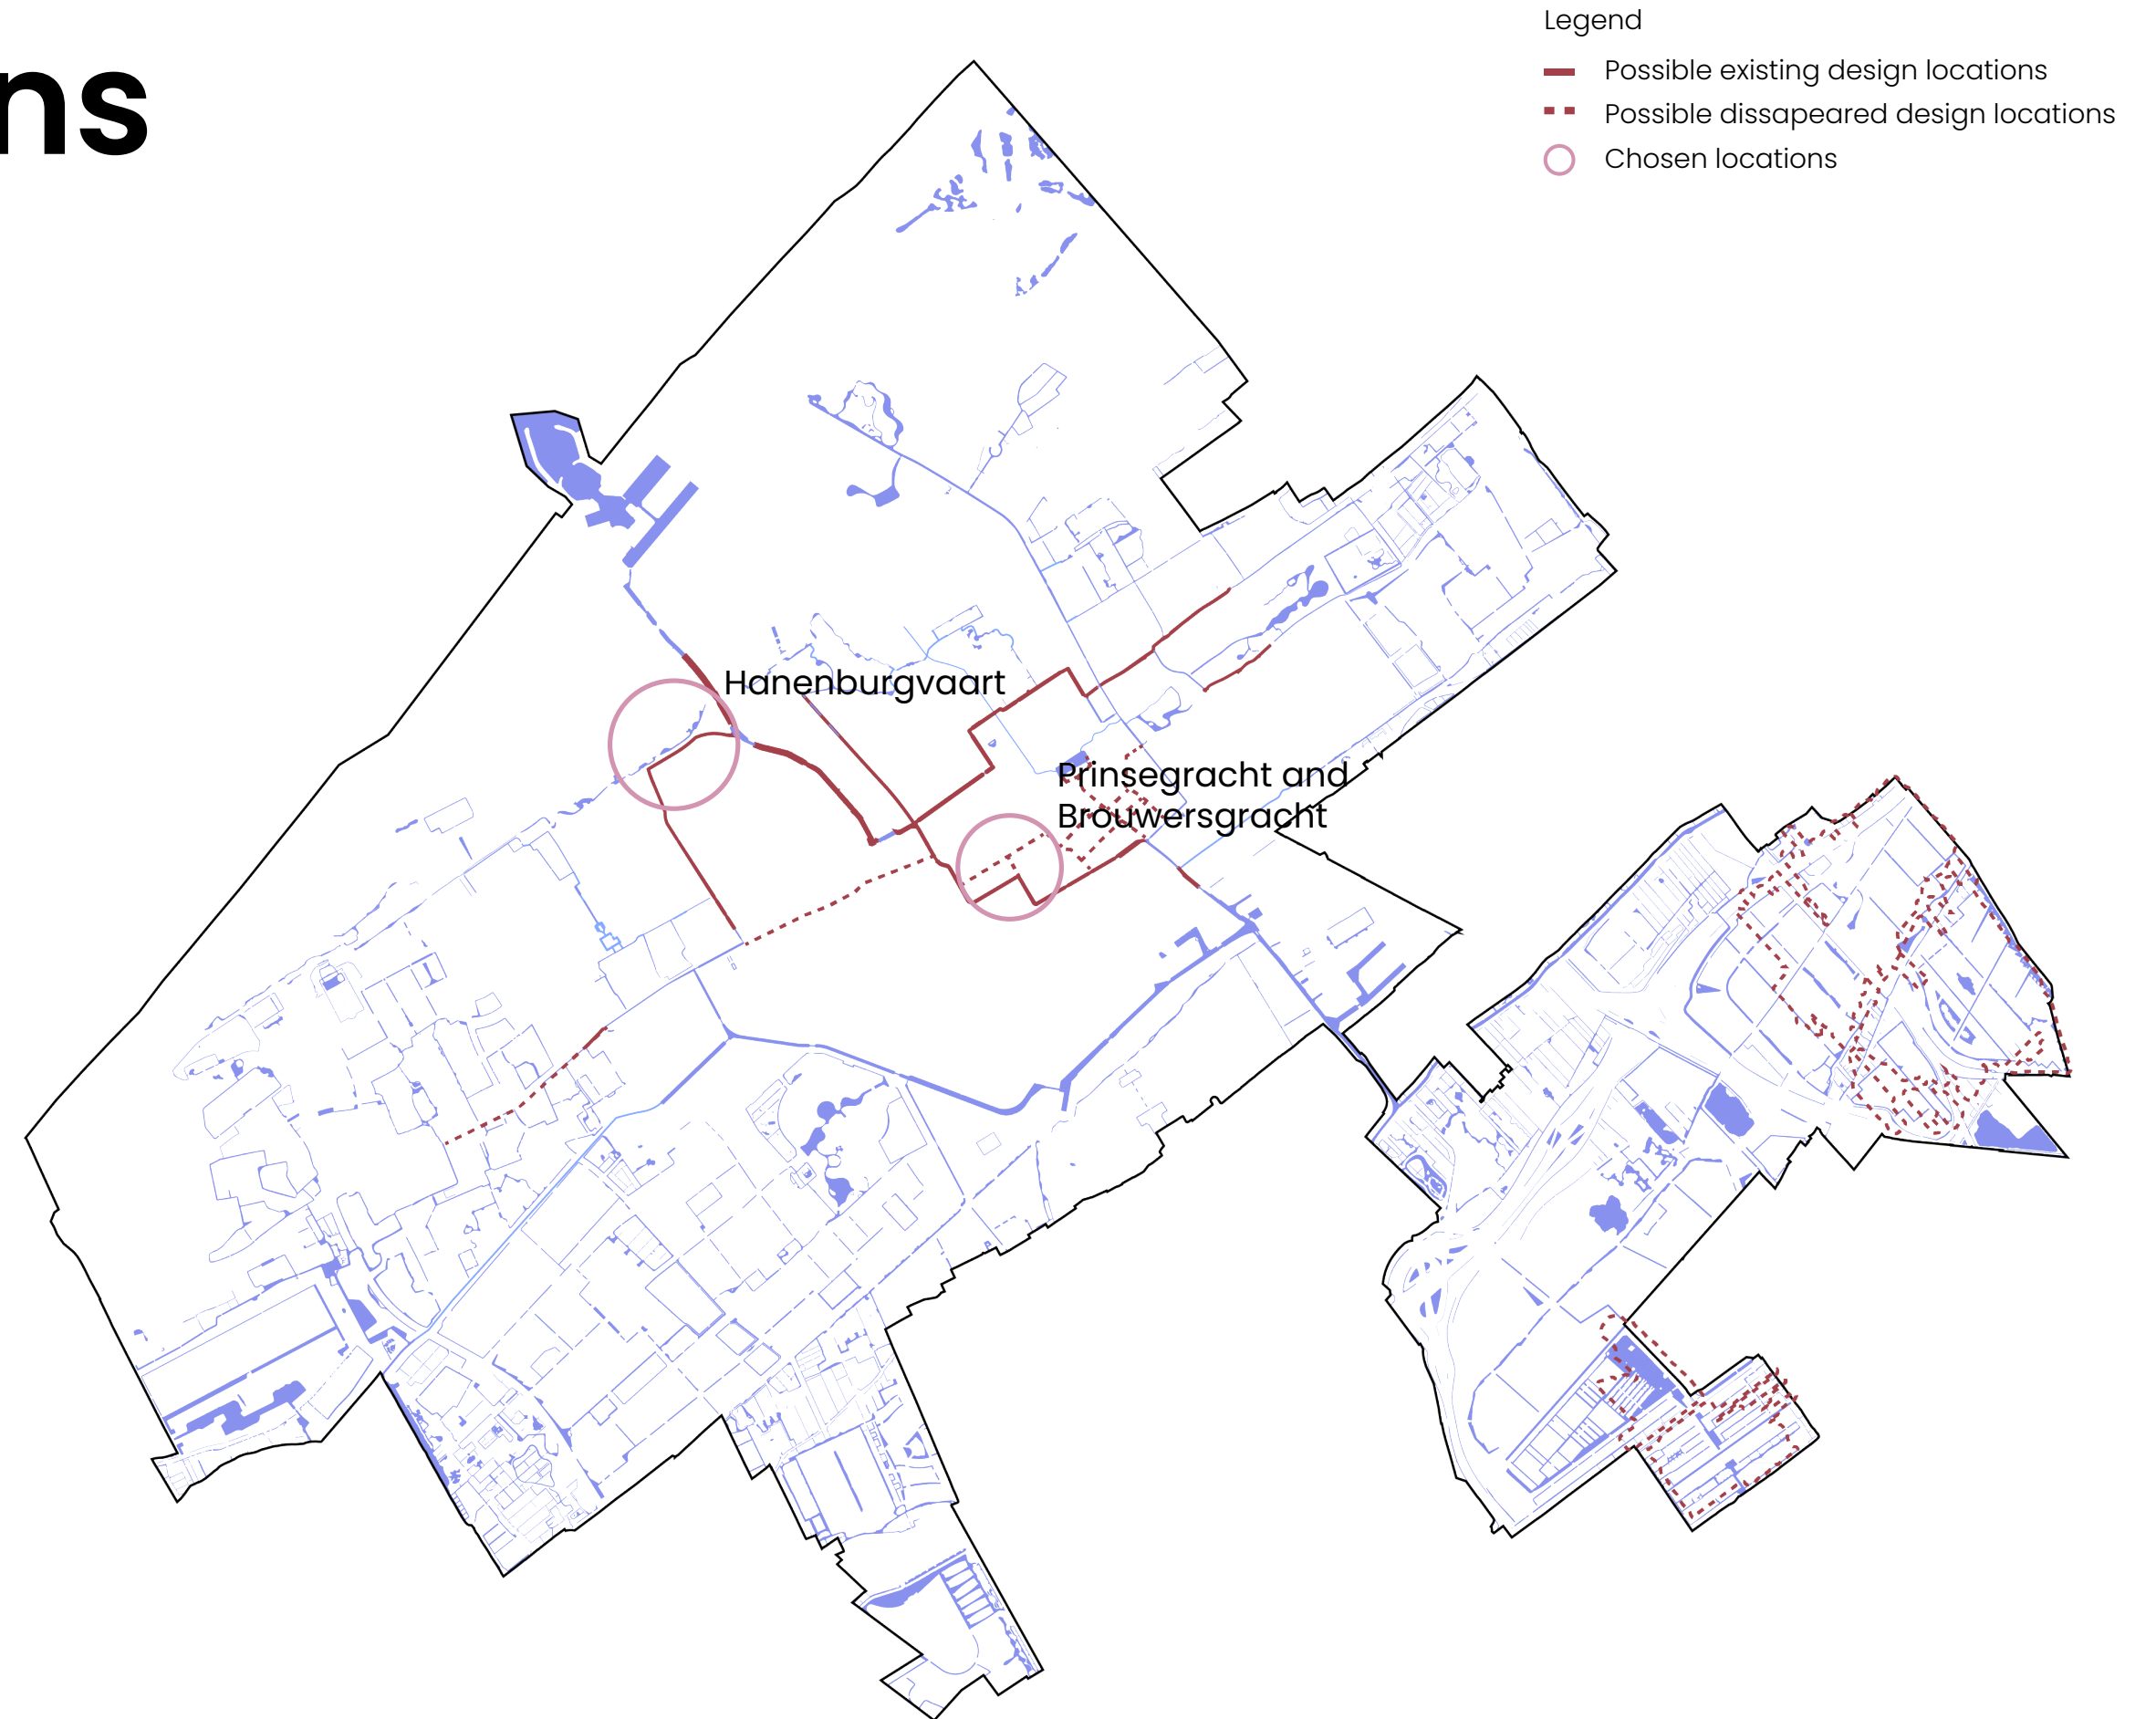 ns
Legend
Possible existing design locations
Possible dissapeared design locations
Chosen locations
Hanenburgvaart
Prinsegracht and
Brouwersgracht